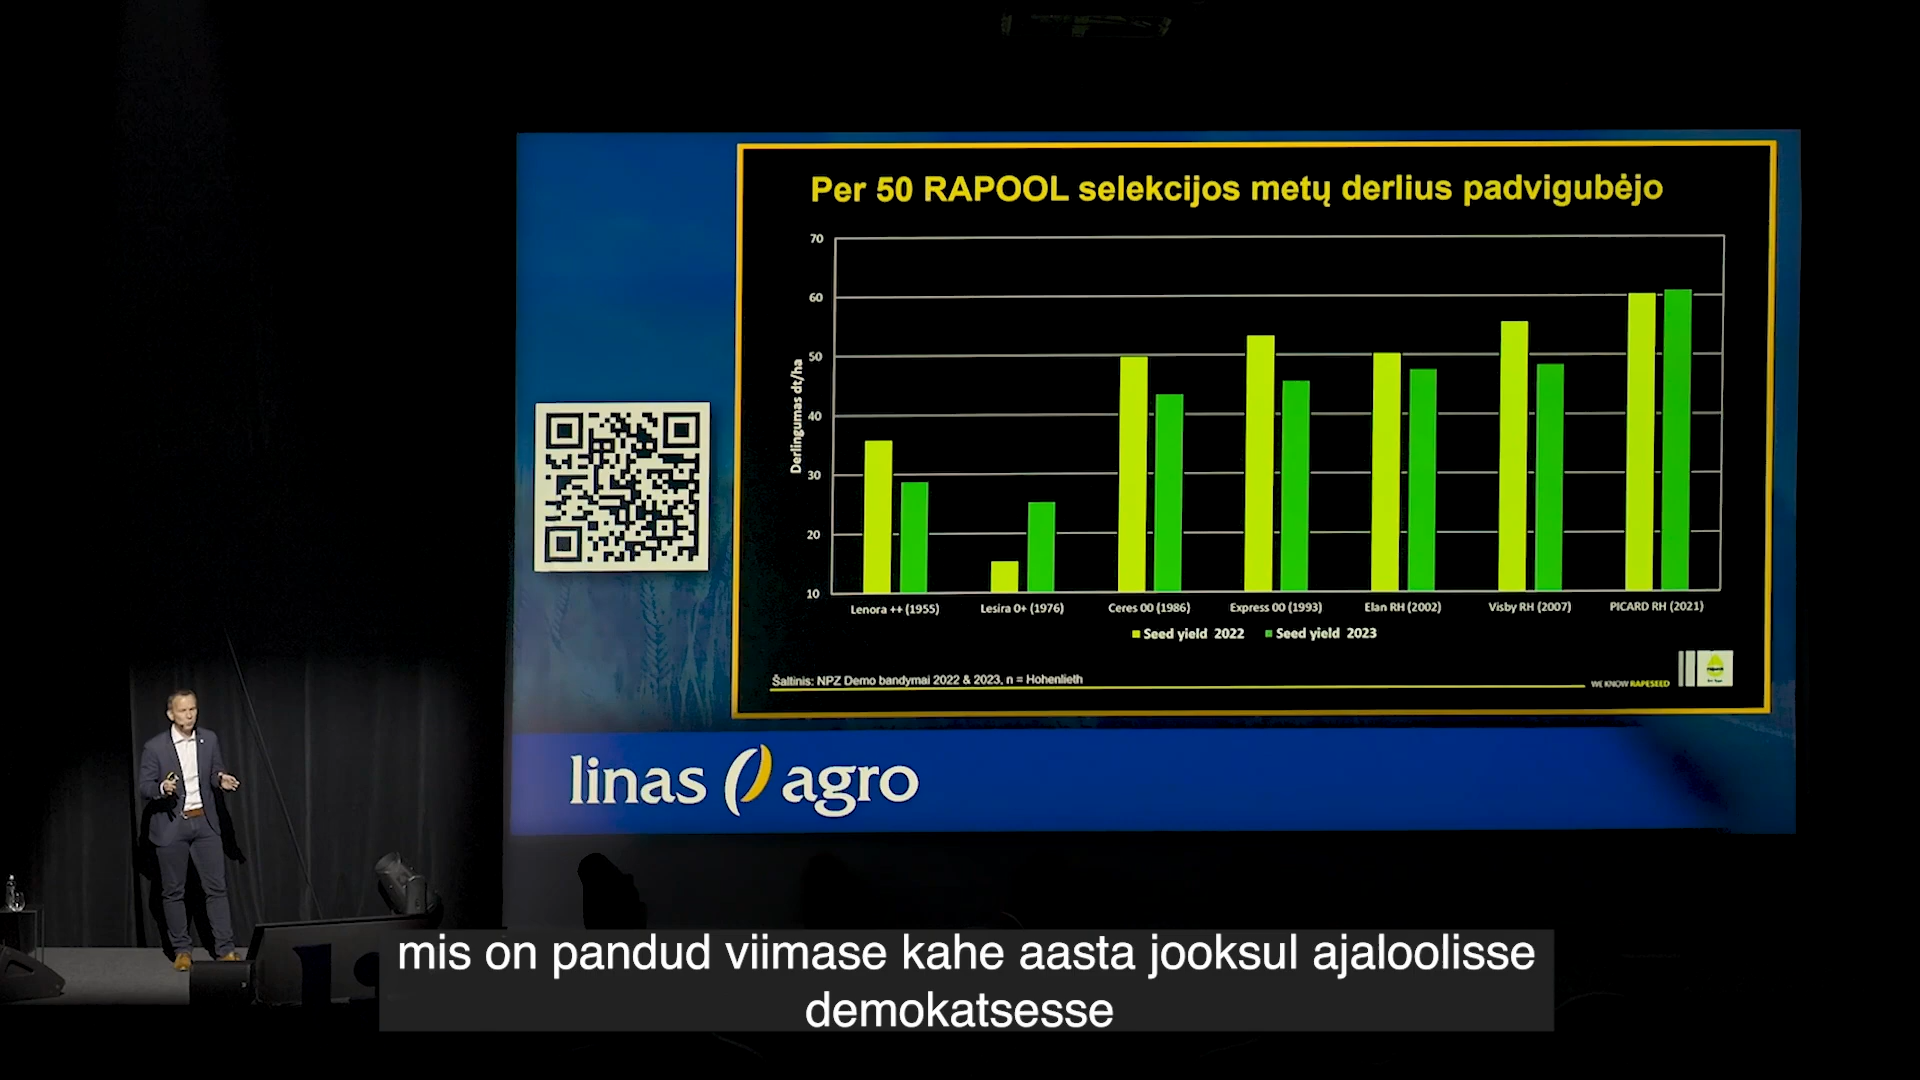 Per 50 RAPOOL selekcijos metų derlius padvigubėjo
Derlingumas dt/ha
70
60
50
40
30
20
10
Lenora ++ (1955)
Lesira 0+ (1976)
Ceres 00 (1986)
Express 00 (1993)
Elan RH (2002)
Visby RH (2007)
PICARD RH (2021)
Seed yield 2022
Seed yield 2023
Šaltinis: NPZ Demo bandymai 2022 & 2023, n = Hohenlieth
WE KNOW RAPESEED
linas agro
mis on pandud viimase kahe aasta jooksul ajaloolisse
demokatsesse